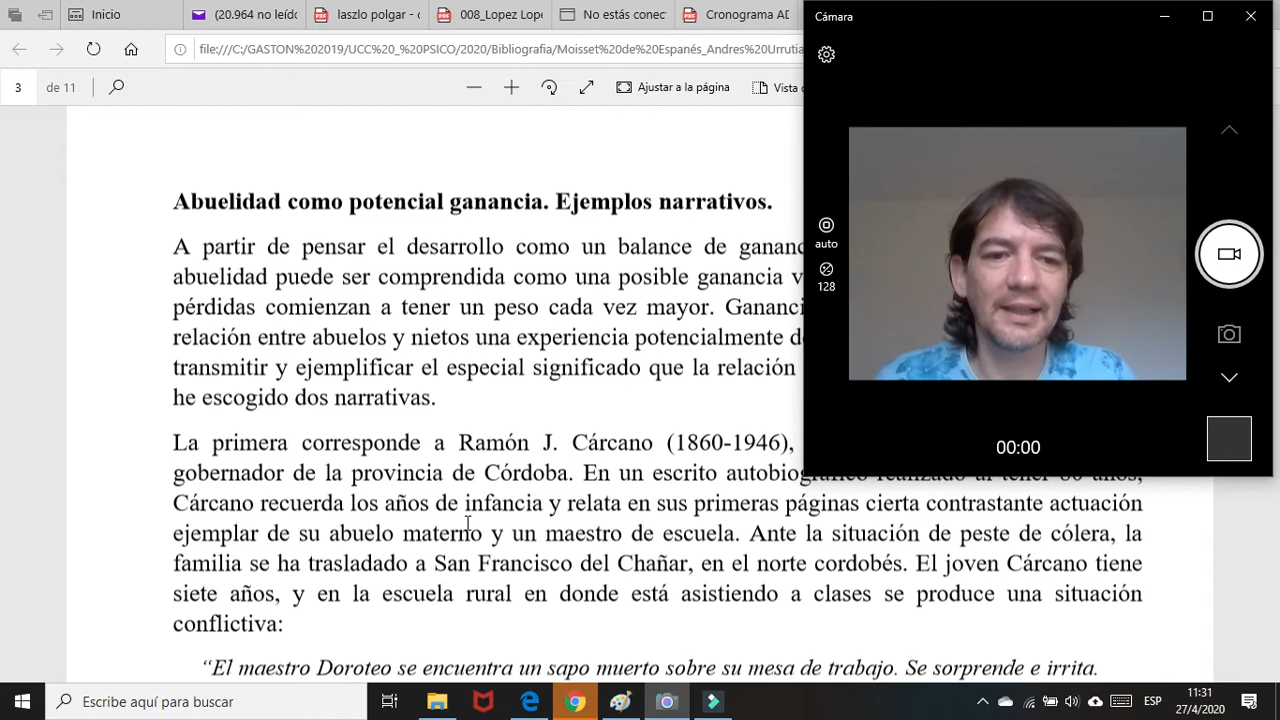 Inicio
(20.964 no leído
laszlo polgar - c
008_Lopez Lope
No estás conec
Cronograma AD
Cámara
file:///C:/GASTON%202019/UCC%20_%20PSICO/2020/Bibliografia/Moisset%20de%20Espanés_Andres%20Urrutia
3 de 11
Ajustar a la página
Vista d
Abuelidad como potencial ganancia. Ejemplos narrativos.
A partir de pensar el desarrollo como un balance de gananc
abuelidad puede ser comprendida como una posible ganancia v
pérdidas comienzan a tener un peso cada vez mayor. Gananci
relación entre abuelos y nietos una experiencia potencialmente de
transmitir y ejemplificar el especial significado que la relación
he escogido dos narrativas.
La primera corresponde a Ramón J. Cárcano (1860-1946),
gobernador de la provincia de Córdoba. En un escrito autobiográfico realizado al tener 80 años,
Cárcano recuerda los años de infancia y relata en sus primeras páginas cierta contrastante actuación
ejemplar de su abuelo materno y un maestro de escuela. Ante la situación de peste de cólera, la
familia se ha trasladado a San Francisco del Chañar, en el norte cordobés. El joven Cárcano tiene
siete años, y en la escuela rural en donde está asistiendo a clases se produce una situación
conflictiva:
“El maestro Doroteo se encuentra un sapo muerto sobre su mesa de trabajo. Se sorprende e irrita.
auto
128
00:00
Escribe aquí para buscar
ESP
11:31
27/4/2020